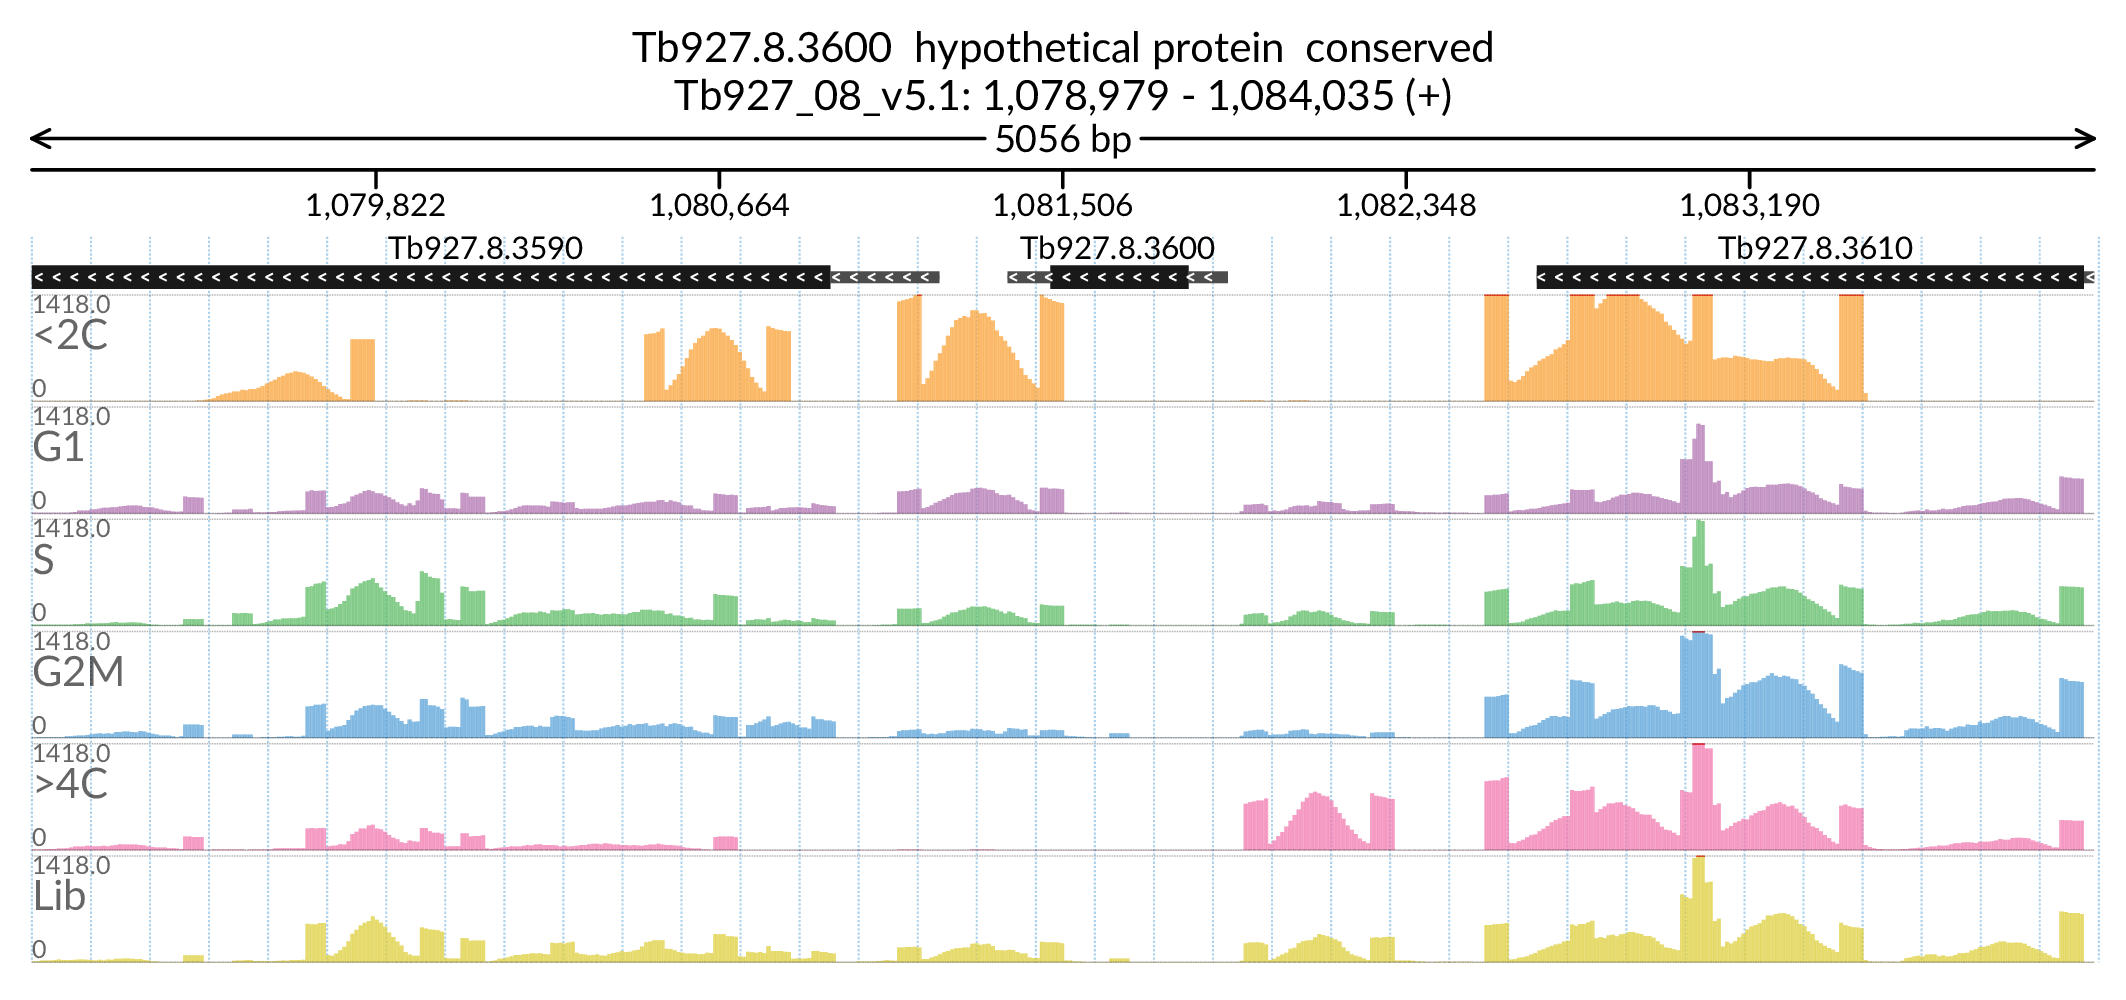 Tb927.8.3600 hypothetical protein conserved
Tb927_08_v5.1: 1,078,979 - 1,084,035 (+)
5056 bp
1,079,822 1,080,664 1,081,506 1,082,348 1,083,190
Tb927.8.3590 Tb927.8.3600 Tb927.8.3610
1418.0
<2C
0
1418.0
G1
0
1418.0
S
0
1418.0
G2M
0
1418.0
>4C
0
1418.0
Lib
0